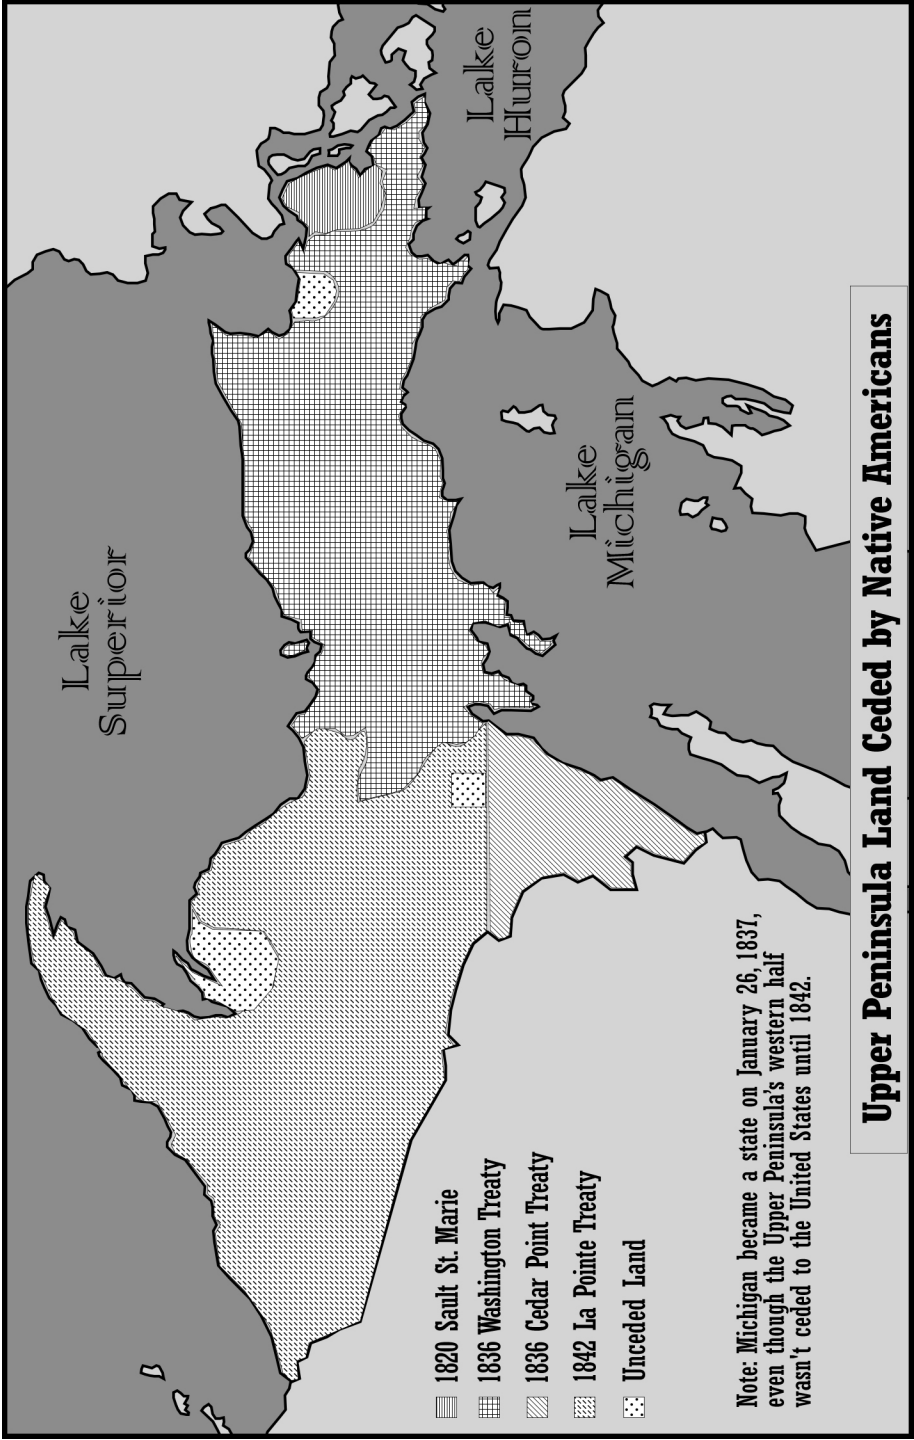 Lake
Superior
Lake
Huron
Lake
Michigan
1820 Sault St. Marie
1836 Washington Treaty
1836 Cedar Point Treaty
1842 La Pointe Treaty
Unceded Land
Note: Michigan became a state on January 26, 1837,
even though the Upper Peninsula's western half
wasn't ceded to the United States until 1842.
Upper Peninsula Land Ceded by Native Americans